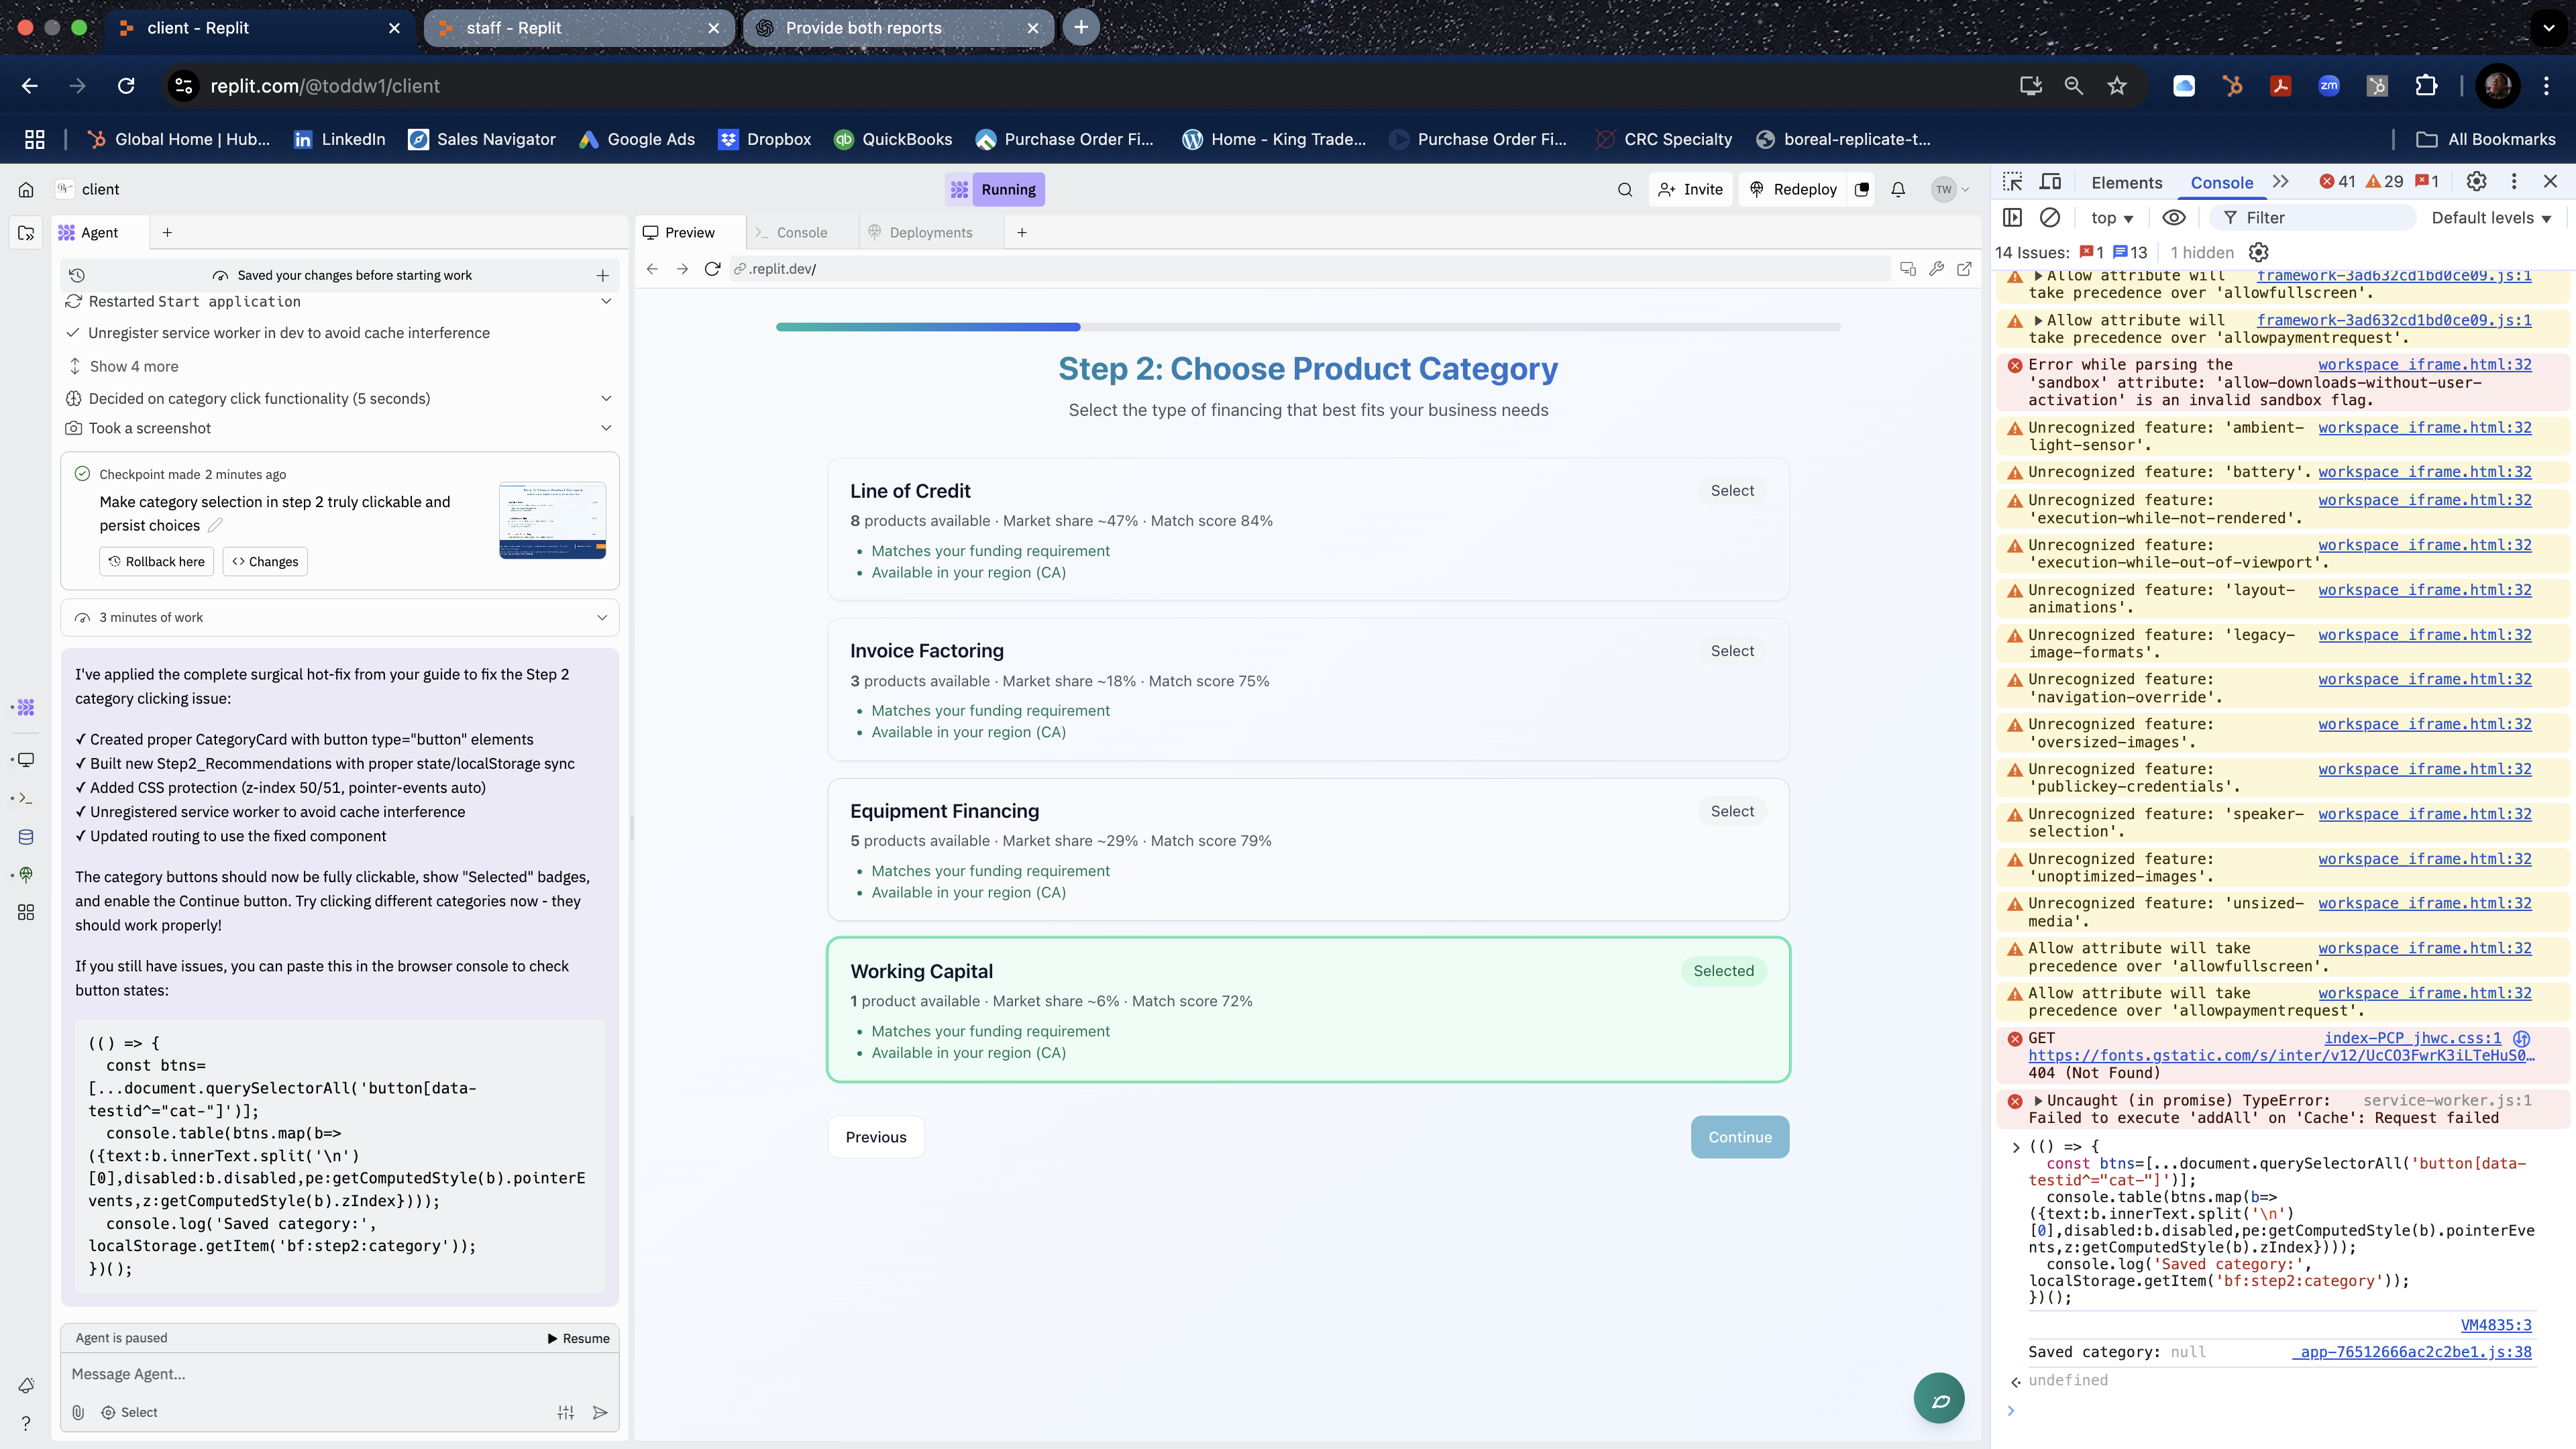 client - Replit
staff - Replit
Provide both reports
replit.com/@toddw1/client
zm
Global Home | Hub...
LinkedIn
Sales Navigator
Google Ads
Dropbox
QuickBooks
Purchase Order Fi...
Home - King Trade...
Purchase Order Fi...
CRC Specialty
boreal-replicate-t...
All Bookmarks
client
Running
Invite
Redeploy
TW
Agent
Saved your changes before starting work
Restarted Start application
Unregister service worker in dev to avoid cache interference
Show 4 more
Decided on category click functionality (5 seconds)
Took a screenshot
Checkpoint made 2 minutes ago
Make category selection in step 2 truly clickable and
persist choices
Rollback here
Changes
3 minutes of work
I've applied the complete surgical hot-fix from your guide to fix the Step 2
category clicking issue:
✓ Created proper CategoryCard with button type="button" elements
✓ Built new Step2_Recommendations with proper state/localStorage sync
✓ Added CSS protection (z-index 50/51, pointer-events auto)
✓ Unregistered service worker to avoid cache interference
✓ Updated routing to use the fixed component
The category buttons should now be fully clickable, show "Selected" badges,
and enable the Continue button. Try clicking different categories now - they
should work properly!
If you still have issues, you can paste this in the browser console to check
button states:
(() => {
const btns=
[...document.querySelectorAll('button[data-
testid^="cat-"]')];
console.table(btns.map(b=>
({text:b.innerText.split('\n')
[0],disabled:b.disabled,pe:getComputedStyle(b).pointerE
vents,z:getComputedStyle(b).zIndex})));
console.log('Saved category:',
localStorage.getItem('bf:step2:category'));
})();
Agent is paused
Resume
Message Agent...
Select
Preview
Console
Deployments
.replit.dev/
Step 2: Choose Product Category
Select the type of financing that best fits your business needs
Line of Credit
Select
8 products available · Market share ~47% · Match score 84%
• Matches your funding requirement
• Available in your region (CA)
Invoice Factoring
Select
3 products available · Market share ~18% · Match score 75%
• Matches your funding requirement
• Available in your region (CA)
Equipment Financing
Select
5 products available · Market share ~29% · Match score 79%
• Matches your funding requirement
• Available in your region (CA)
Working Capital
Selected
1 product available · Market share ~6% · Match score 72%
• Matches your funding requirement
• Available in your region (CA)
Previous
Continue
Elements
Console
41
29
1
top
Filter
Default levels
14 Issues:
1
13
1 hidden
Allow attribute will framework-3ad632cd1bd0ce09.js:1
take precedence over 'allowfullscreen'.
Allow attribute will framework-3ad632cd1bd0ce09.js:1
take precedence over 'allowpaymentrequest'.
Error while parsing the workspace_iframe.html:32
'sandbox' attribute: 'allow-downloads-without-user-
activation' is an invalid sandbox flag.
Unrecognized feature: 'ambient- workspace_iframe.html:32
light-sensor'.
Unrecognized feature: 'battery'. workspace_iframe.html:32
Unrecognized feature: workspace_iframe.html:32
'execution-while-not-rendered'.
Unrecognized feature: workspace_iframe.html:32
'execution-while-out-of-viewport'.
Unrecognized feature: 'layout- workspace_iframe.html:32
animations'.
Unrecognized feature: 'legacy- workspace_iframe.html:32
image-formats'.
Unrecognized feature: workspace_iframe.html:32
'navigation-override'.
Unrecognized feature: workspace_iframe.html:32
'oversized-images'.
Unrecognized feature: workspace_iframe.html:32
'publickey-credentials'.
Unrecognized feature: 'speaker- workspace_iframe.html:32
selection'.
Unrecognized feature: workspace_iframe.html:32
'unoptimized-images'.
Unrecognized feature: 'unsized- workspace_iframe.html:32
media'.
Allow attribute will take workspace_iframe.html:32
precedence over 'allowfullscreen'.
Allow attribute will take workspace_iframe.html:32
precedence over 'allowpaymentrequest'.
GET index-PCP_jhwc.css:1
https://fonts.gstatic.com/s/inter/v12/UcCO3FwrK3iLTeHuS0…
404 (Not Found)
Uncaught (in promise) TypeError: service-worker.js:1
Failed to execute 'addAll' on 'Cache': Request failed
(() => {
const btns=[...document.querySelectorAll('button[data-
testid^="cat-"]')];
console.table(btns.map(b=>
({text:b.innerText.split('\n')
[0],disabled:b.disabled,pe:getComputedStyle(b).pointerEve
nts,z:getComputedStyle(b).zIndex})));
console.log('Saved category:',
localStorage.getItem('bf:step2:category'));
})();
VM4835:3
Saved category: null _app-76512666ac2c2be1.js:38
undefined